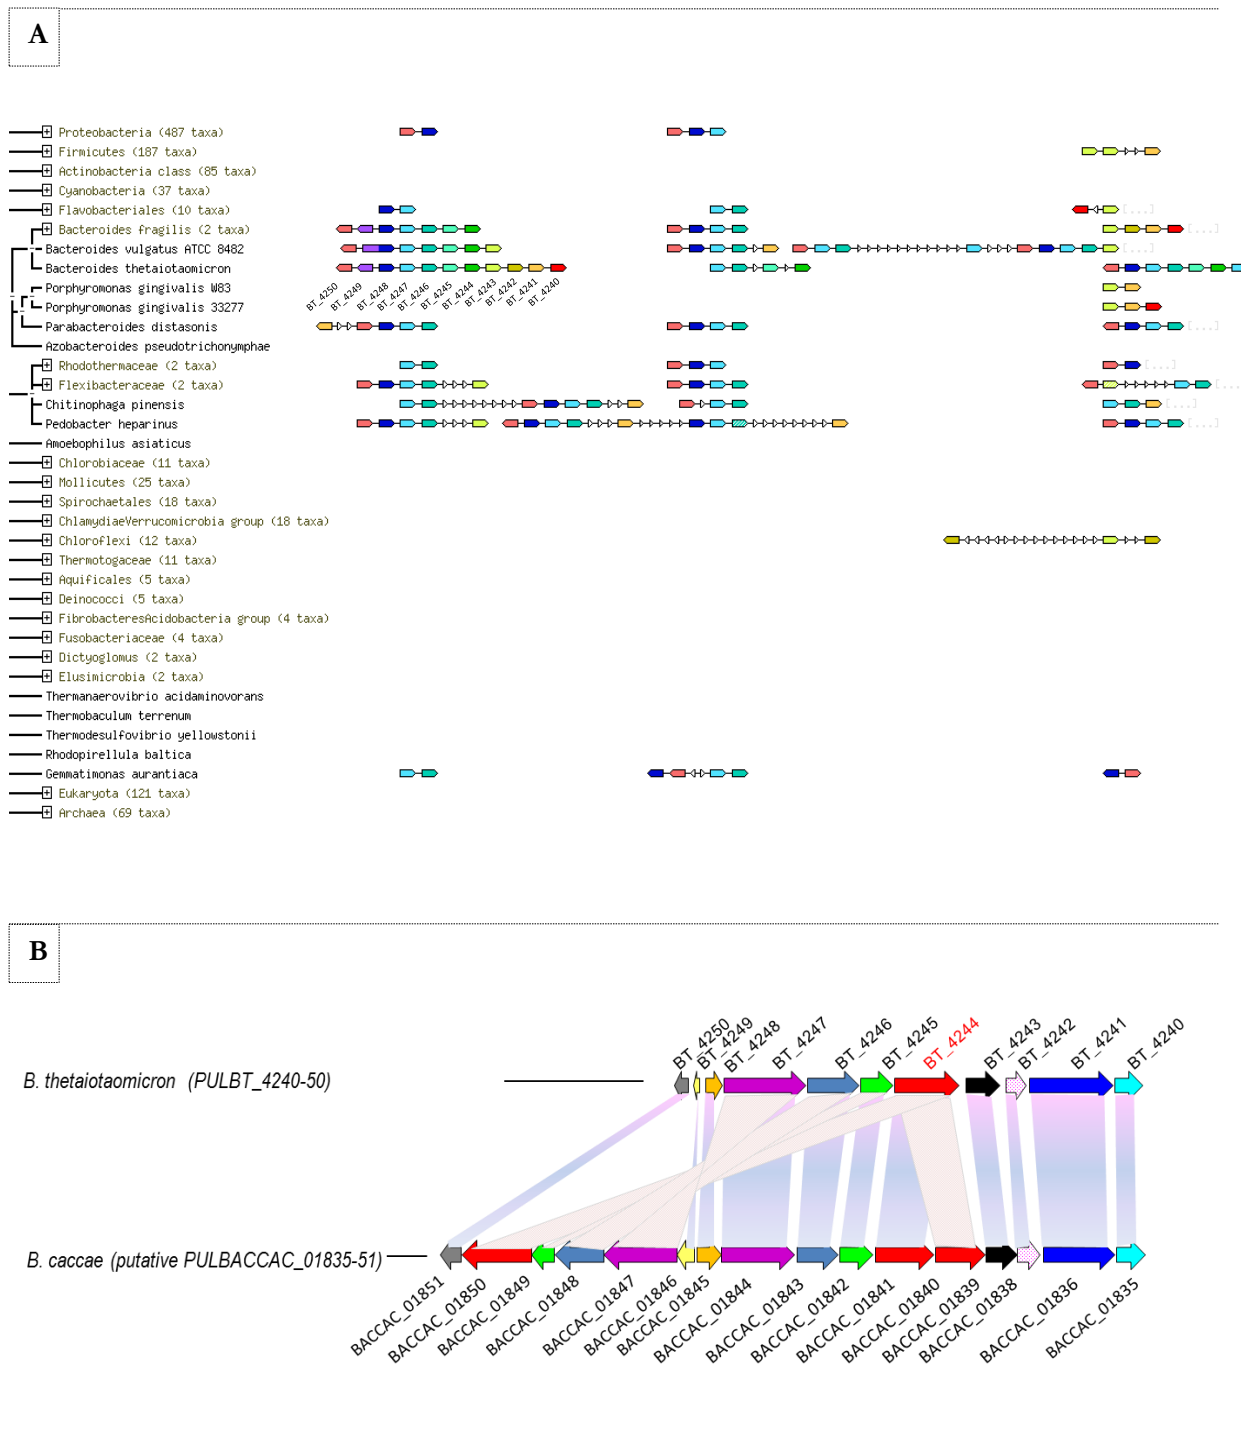 A
Proteobacteria (487 taxa)
Firmicutes (187 taxa)
Actinobacteria class (85 taxa)
Cyanobacteria (37 taxa)
Flavobacteriales (10 taxa) [...]
Bacteroides fragilis (2 taxa) [...]
Bacteroides vulgatus ATCC 8482 [...]
Bacteroides thetaiotaomicron
BT_4250 BT_4249 BT_4248 BT_4247 BT_4246 BT_4245 BT_4244 BT_4243 BT_4242 BT_4241 BT_4240
Porphyromonas gingivalis W83
Porphyromonas gingivalis 33277
Parabacteroides distasonis [...]
Azobacteroides pseudotrichonymphae
Rhodothermaceae (2 taxa) [...]
Flexibacteraceae (2 taxa) [...]
Chitinophaga pinensis [...]
Pedobacter heparinus [...]
Amoebophilus asiaticus
Chlorobiaceae (11 taxa)
Mollicutes (25 taxa)
Spirochaetales (18 taxa)
ChlamydiaeVerrucomicrobia group (18 taxa)
Chloroflexi (12 taxa)
Thermotogaceae (11 taxa)
Aquificales (5 taxa)
Deinococci (5 taxa)
FibrobacteresAcidobacteria group (4 taxa)
Fusobacteriaceae (4 taxa)
Dictyoglomus (2 taxa)
Elusimicrobia (2 taxa)
Thermanaerovibrio acidaminovorans
Thermobaculum terrenum
Thermodesulfovibrio yellowstonii
Rhodopirellula baltica
Gemmatimonas aurantiaca
Eukaryota (121 taxa)
Archaea (69 taxa)
B
BT_4250 BT_4249 BT_4248 BT_4247 BT_4246 BT_4245 BT_4244 BT_4243 BT_4242 BT_4241 BT_4240
B. thetaiotaomicron (PULBT_4240-50)
B. caccae (putative PULBACCAC_01835-51)
BACCAC_01851 BACCAC_01850 BACCAC_01849 BACCAC_01848 BACCAC_01847 BACCAC_01846 BACCAC_01845 BACCAC_01844 BACCAC_01843 BACCAC_01842 BACCAC_01841 BACCAC_01840 BACCAC_01839 BACCAC_01838 BACCAC_01836 BACCAC_01835